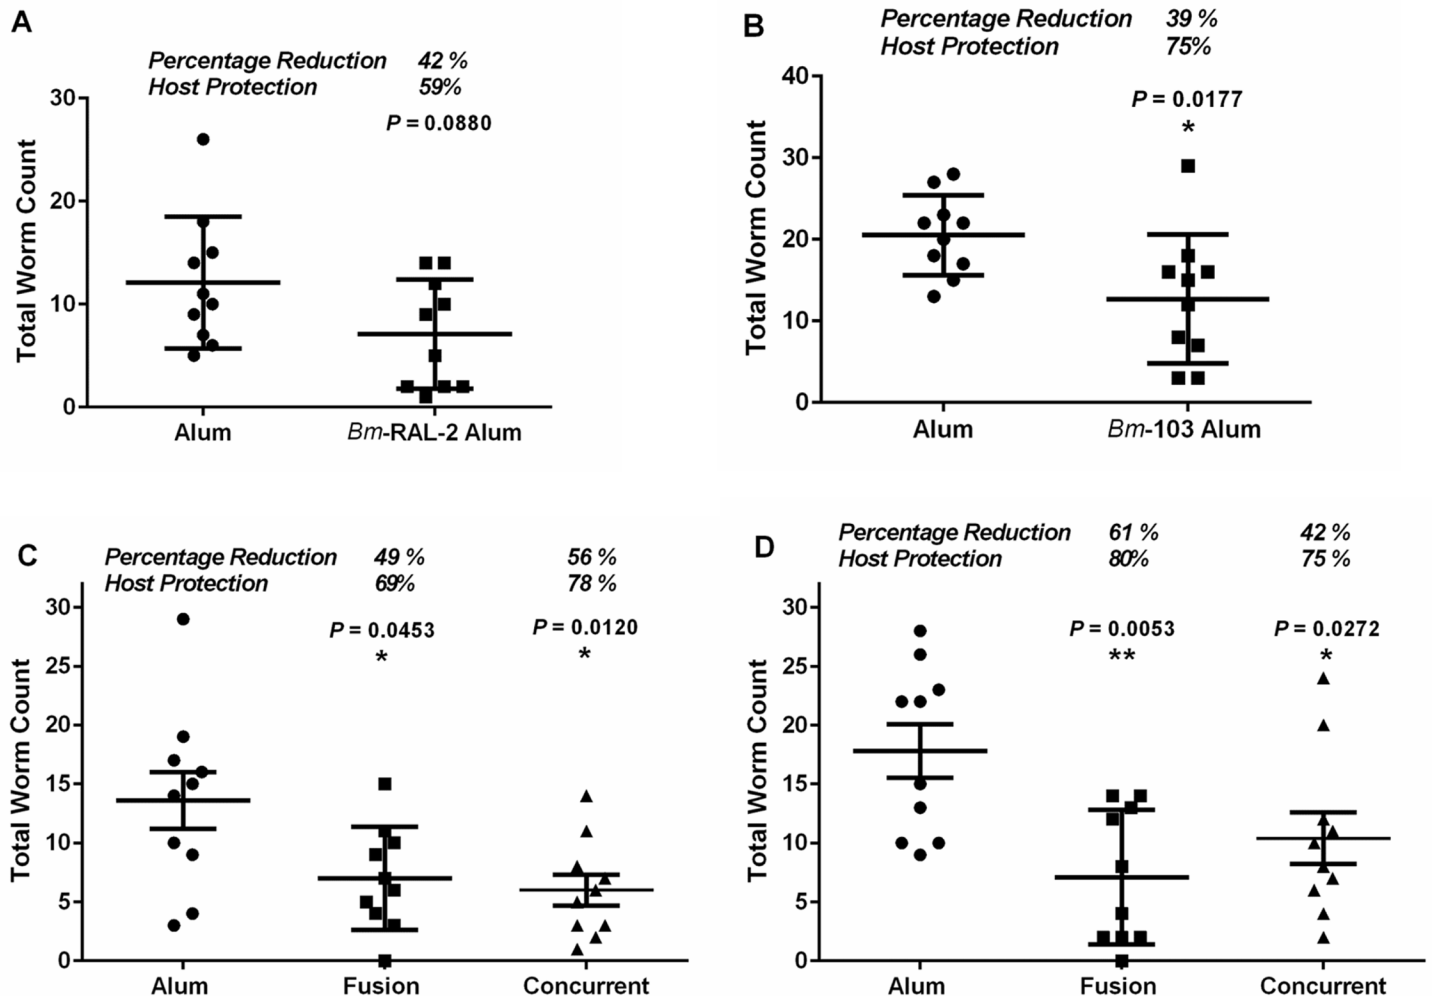 A
Percentage Reduction 42 %
Host Protection 59%
P = 0.0880
Total Worm Count
30
20
10
0
Alum
Bm-RAL-2 Alum
B
Percentage Reduction 39 %
Host Protection 75%
P = 0.0177
*
Total Worm Count
40
30
20
10
0
Alum
Bm-103 Alum
C
Percentage Reduction 49 % 56 %
Host Protection 69% 78 %
P = 0.0453
*
P = 0.0120
*
Total Worm Count
30
25
20
15
10
5
0
Alum
Fusion
Concurrent
D
Percentage Reduction 61 % 42 %
Host Protection 80% 75 %
P = 0.0053
**
P = 0.0272
*
Total Worm Count
30
25
20
15
10
5
0
Alum
Fusion
Concurrent